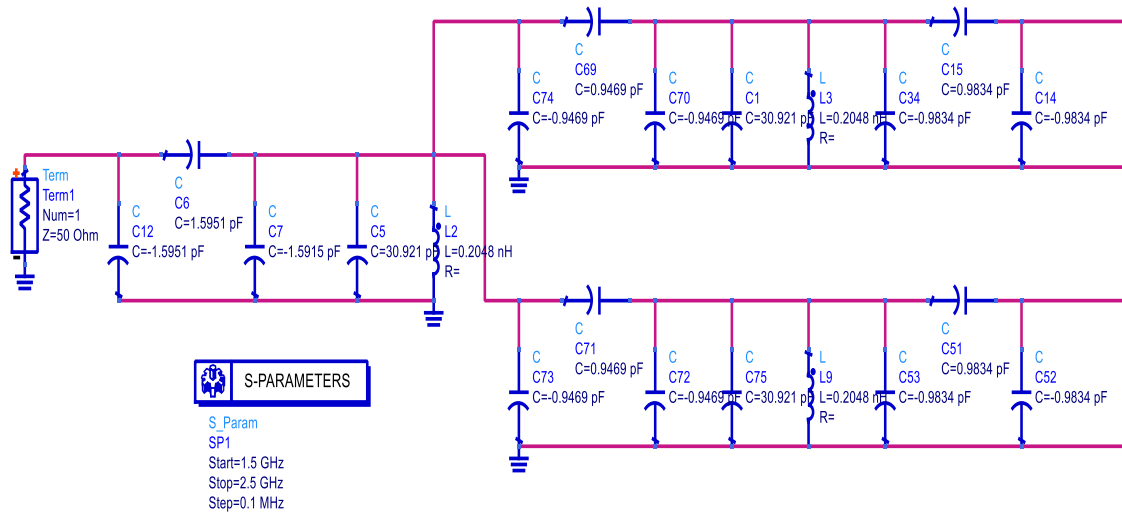 C
C69
C=0.9469 pF
C
C15
C=0.9834 pF
C
C74
C=-0.9469 pF
C
C70
C=-0.9469 pF
C
C1
C=30.921 pF
L
L3
L=0.2048 nH
R=
C
C34
C=-0.9834 pF
C
C14
C=-0.9834 pF
+
Term
Term1
Num=1
Z=50 Ohm
-
C
C6
C=1.5951 pF
C
C12
C=-1.5951 pF
C
C7
C=-1.5915 pF
C
C5
C=30.921 pF
L
L2
L=0.2048 nH
R=
C
C71
C=0.9469 pF
C
C51
C=0.9834 pF
C
C73
C=-0.9469 pF
C
C72
C=-0.9469 pF
C
C75
C=30.921 pF
L
L9
L=0.2048 nH
R=
C
C53
C=-0.9834 pF
C
C52
C=-0.9834 pF
S-PARAMETERS
S_Param
SP1
Start=1.5 GHz
Stop=2.5 GHz
Step=0.1 MHz